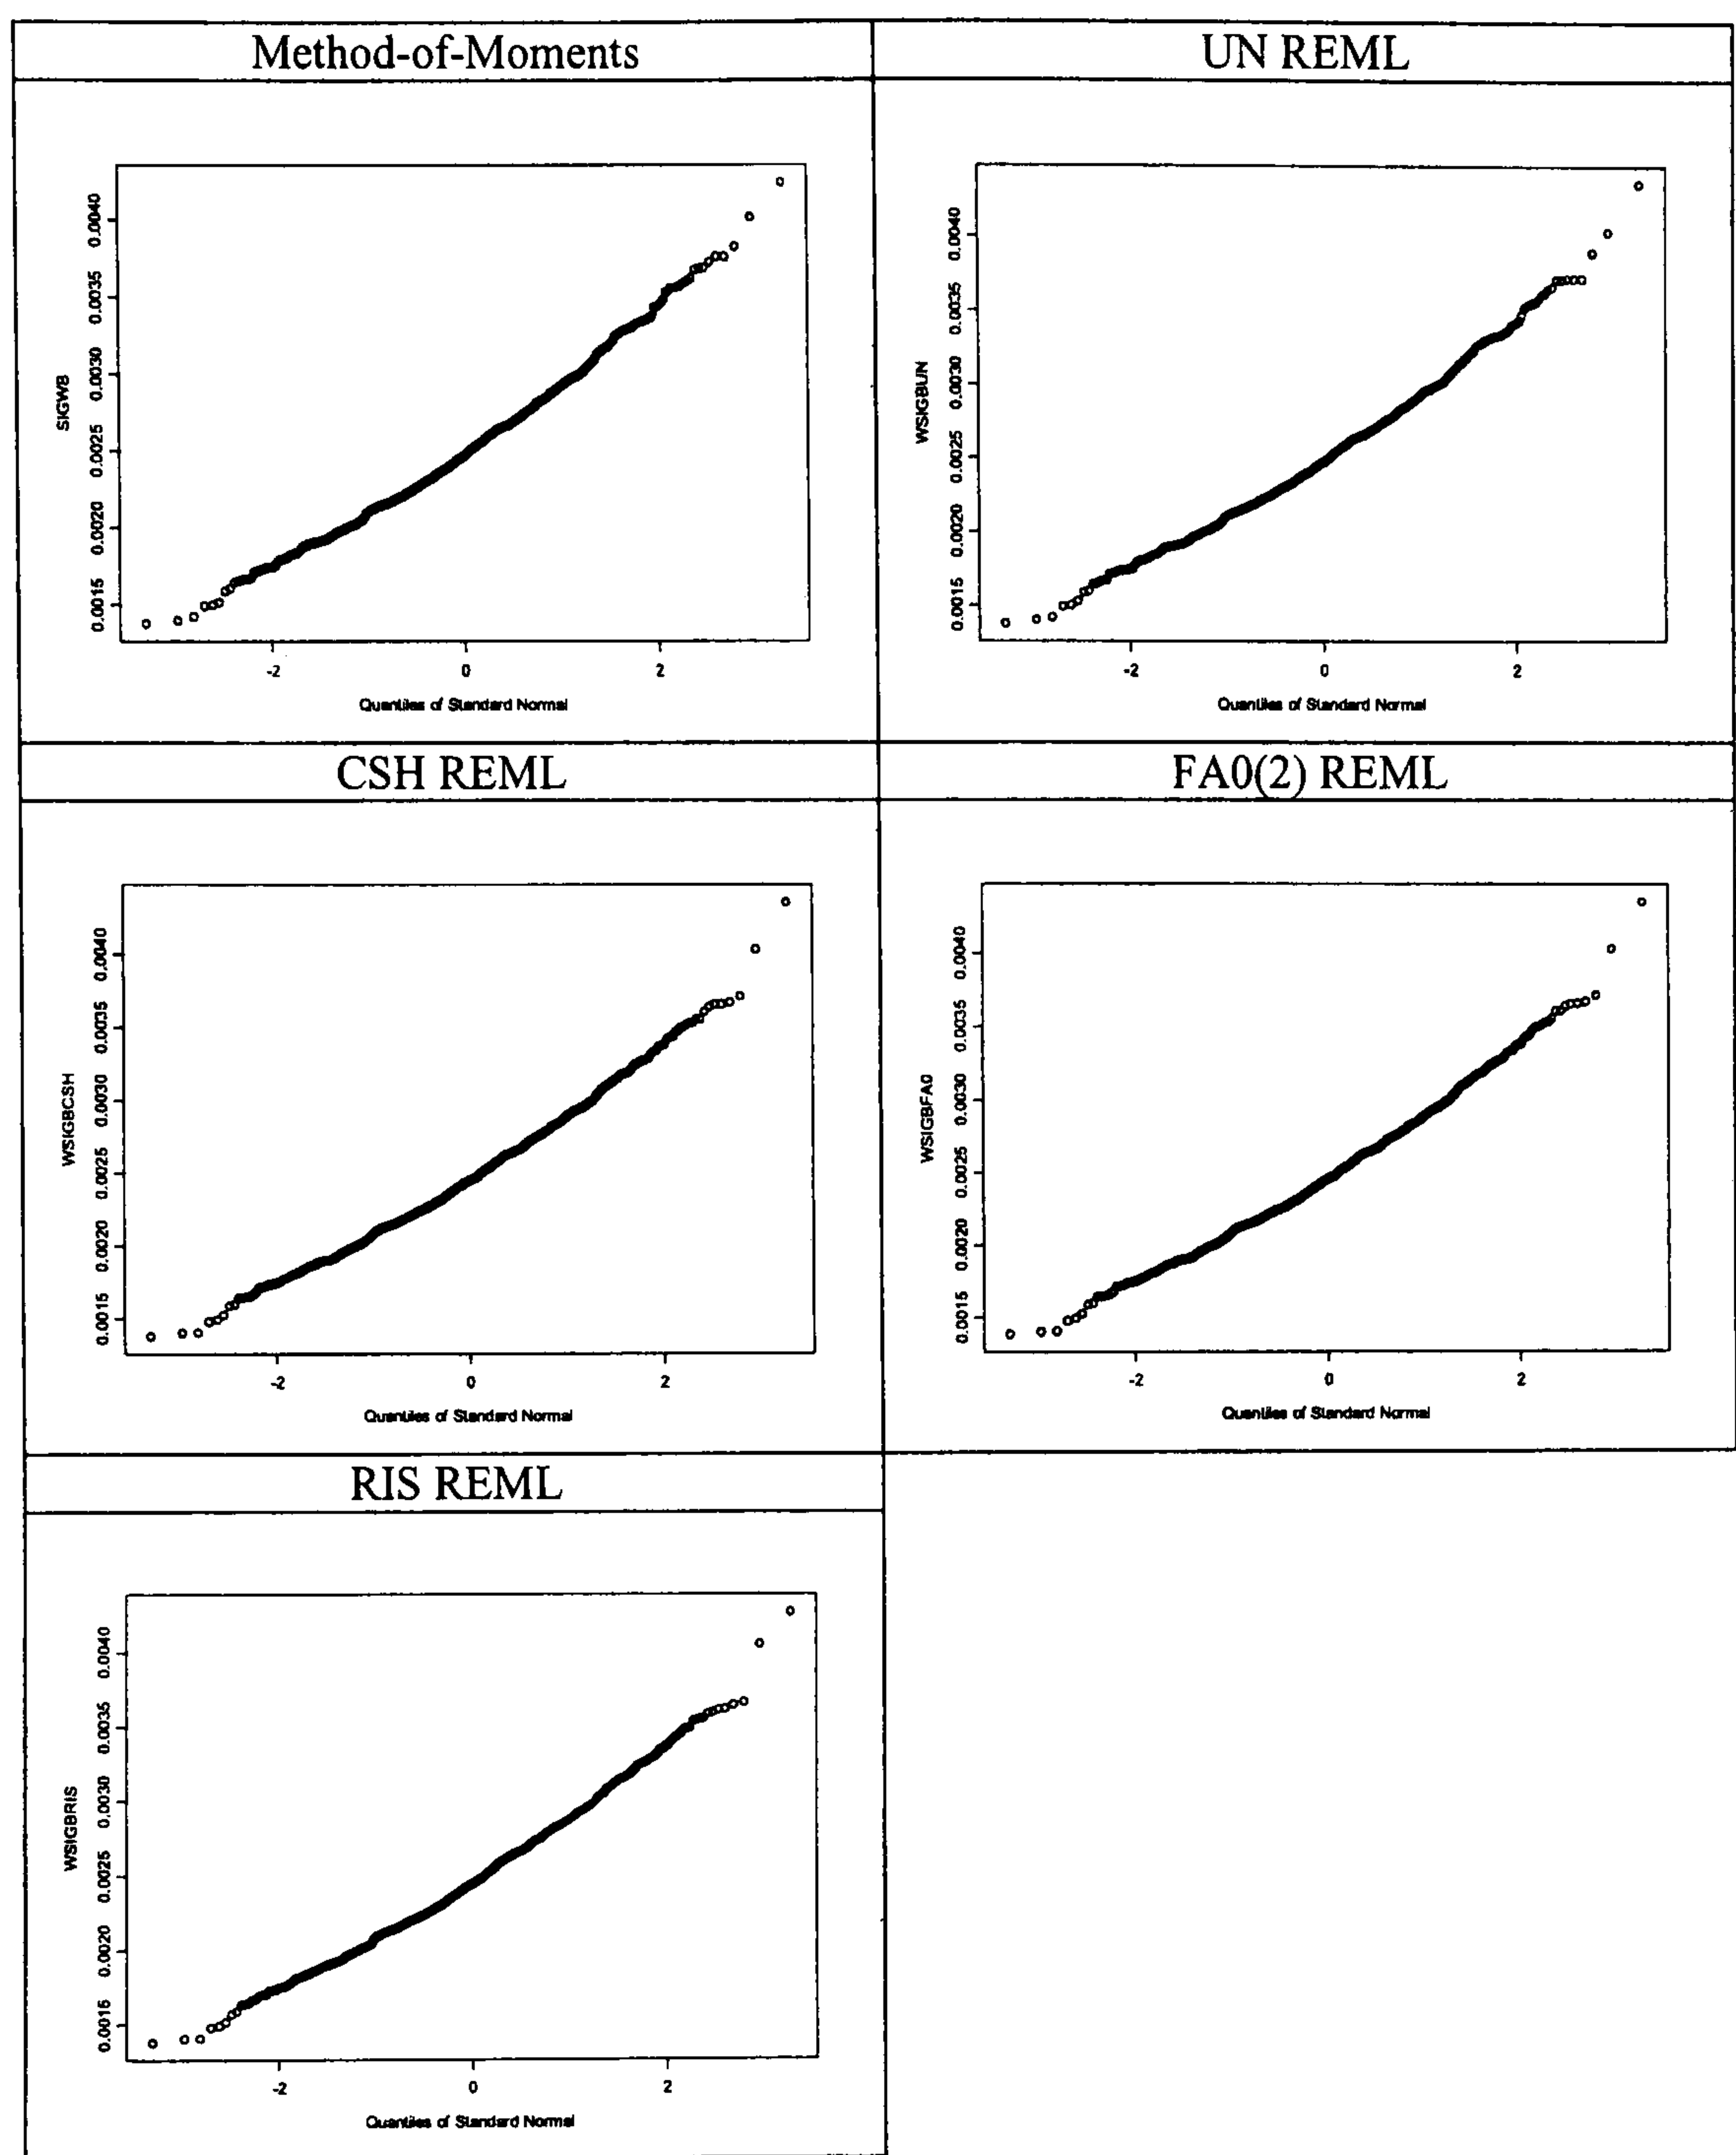 Method-of-Moments
UN REML
SIGWB
0.0015 0.0020 0.0025 0.0030 0.0035 0.0040
-2 0 2
Quantiles of Standard Normal
WSIGBUN
0.0015 0.0020 0.0025 0.0030 0.0035 0.0040
-2 0 2
Quantiles of Standard Normal
CSH REML
FA0(2) REML
WSIGBCSH
0.0015 0.0020 0.0025 0.0030 0.0035 0.0040
-2 0 2
Quantiles of Standard Normal
WSIGBFA0
0.0015 0.0020 0.0025 0.0030 0.0035 0.0040
-2 0 2
Quantiles of Standard Normal
RIS REML
WSIGBRIS
0.0015 0.0020 0.0025 0.0030 0.0035 0.0040
-2 0 2
Quantiles of Standard Normal